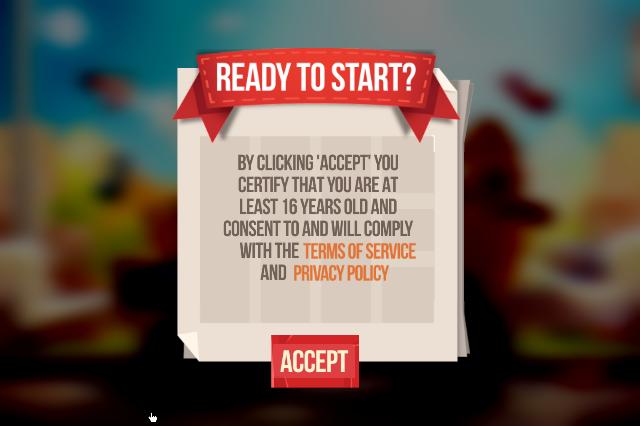 READY TO START?
BY CLICKING 'ACCEPT' YOU
CERTIFY THAT YOU ARE AT
LEAST 16 YEARS OLD AND
CONSENT TO AND WILL COMPLY
WITH THE TERMS OF SERVICE
AND PRIVACY POLICY
ACCEPT